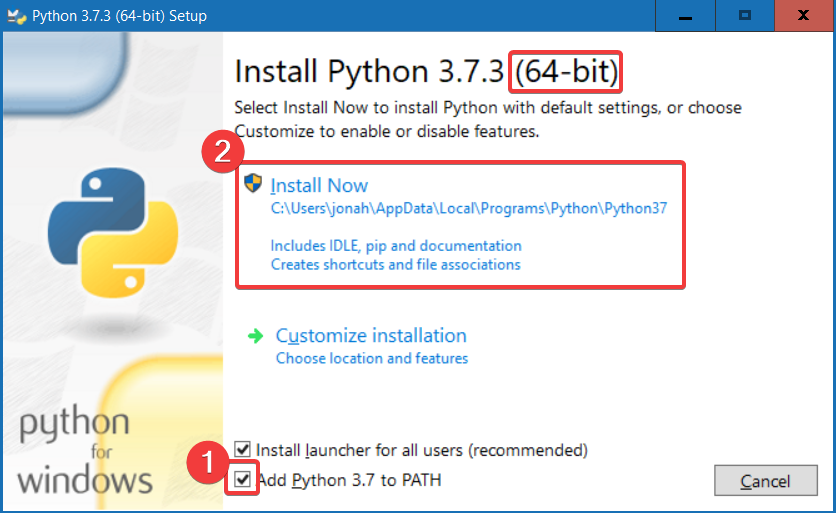 Python 3.7.3 (64-bit) Setup
Install Python 3.7.3 (64-bit)
Select Install Now to install Python with default settings, or choose
Customize to enable or disable features.
2
Install Now
C:\Users\jonah\AppData\Local\Programs\Python\Python37
Includes IDLE, pip and documentation
Creates shortcuts and file associations
Customize installation
Choose location and features
python
for
windows
1
Install launcher for all users (recommended)
Add Python 3.7 to PATH
Cancel